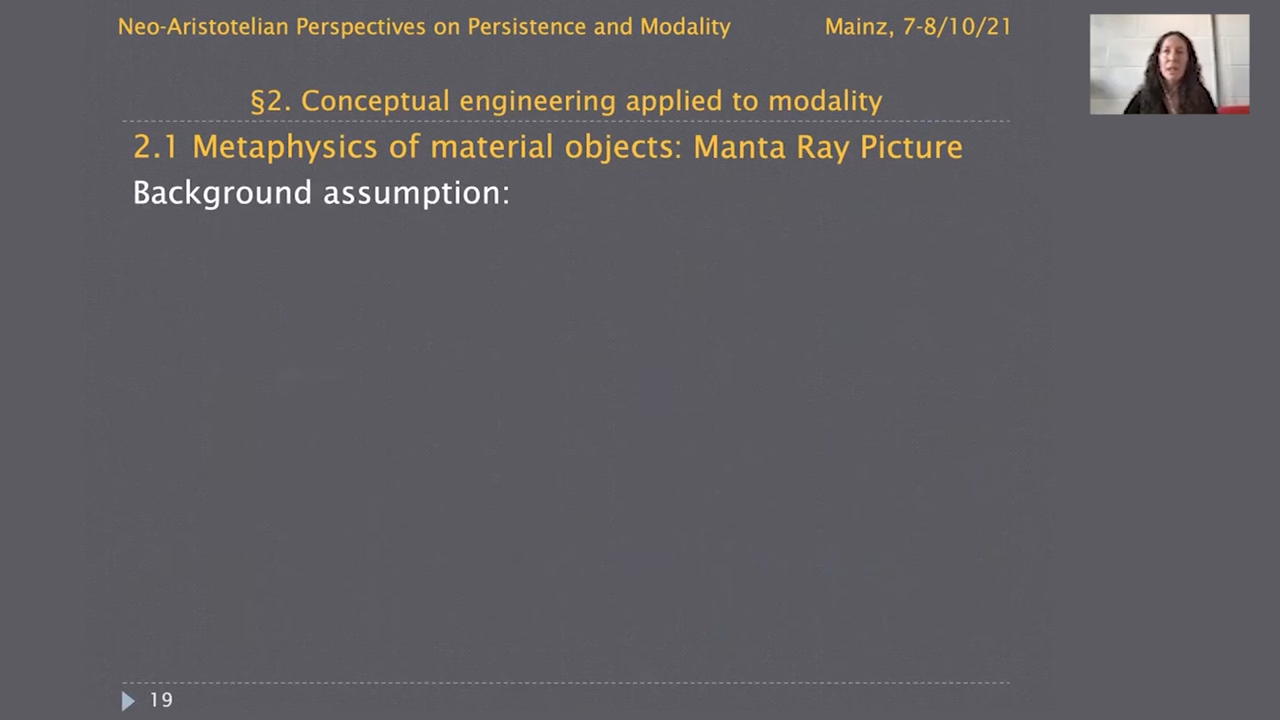 Neo-Aristotelian Perspectives on Persistence and Modality Mainz, 7-8/10/21
§2. Conceptual engineering applied to modality
2.1 Metaphysics of material objects: Manta Ray Picture
Background assumption:
19